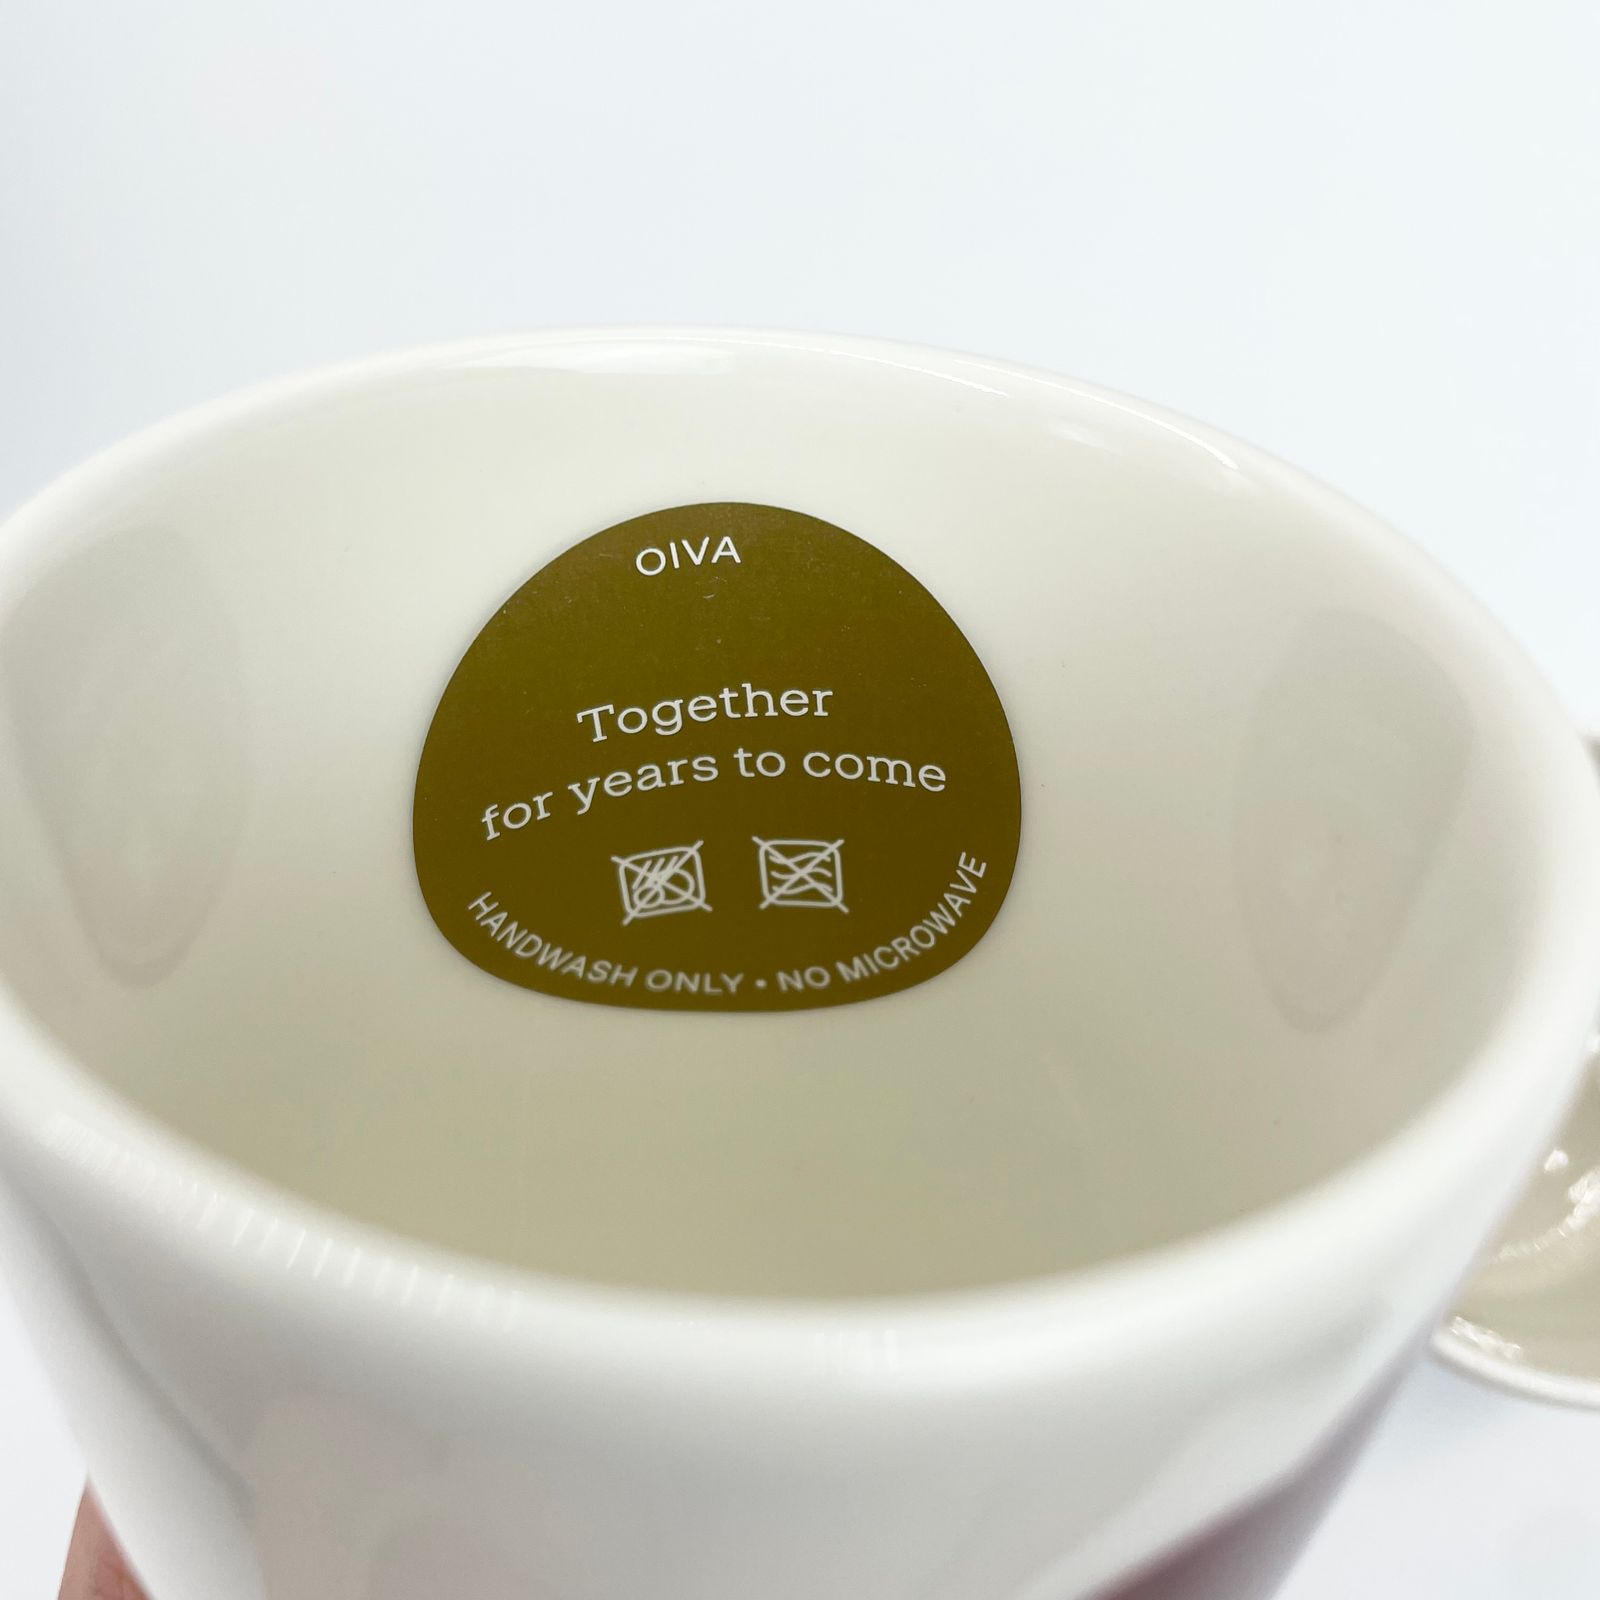 OIVA
Together
for years to come
HANDWASH ONLY • NO MICROWAVE